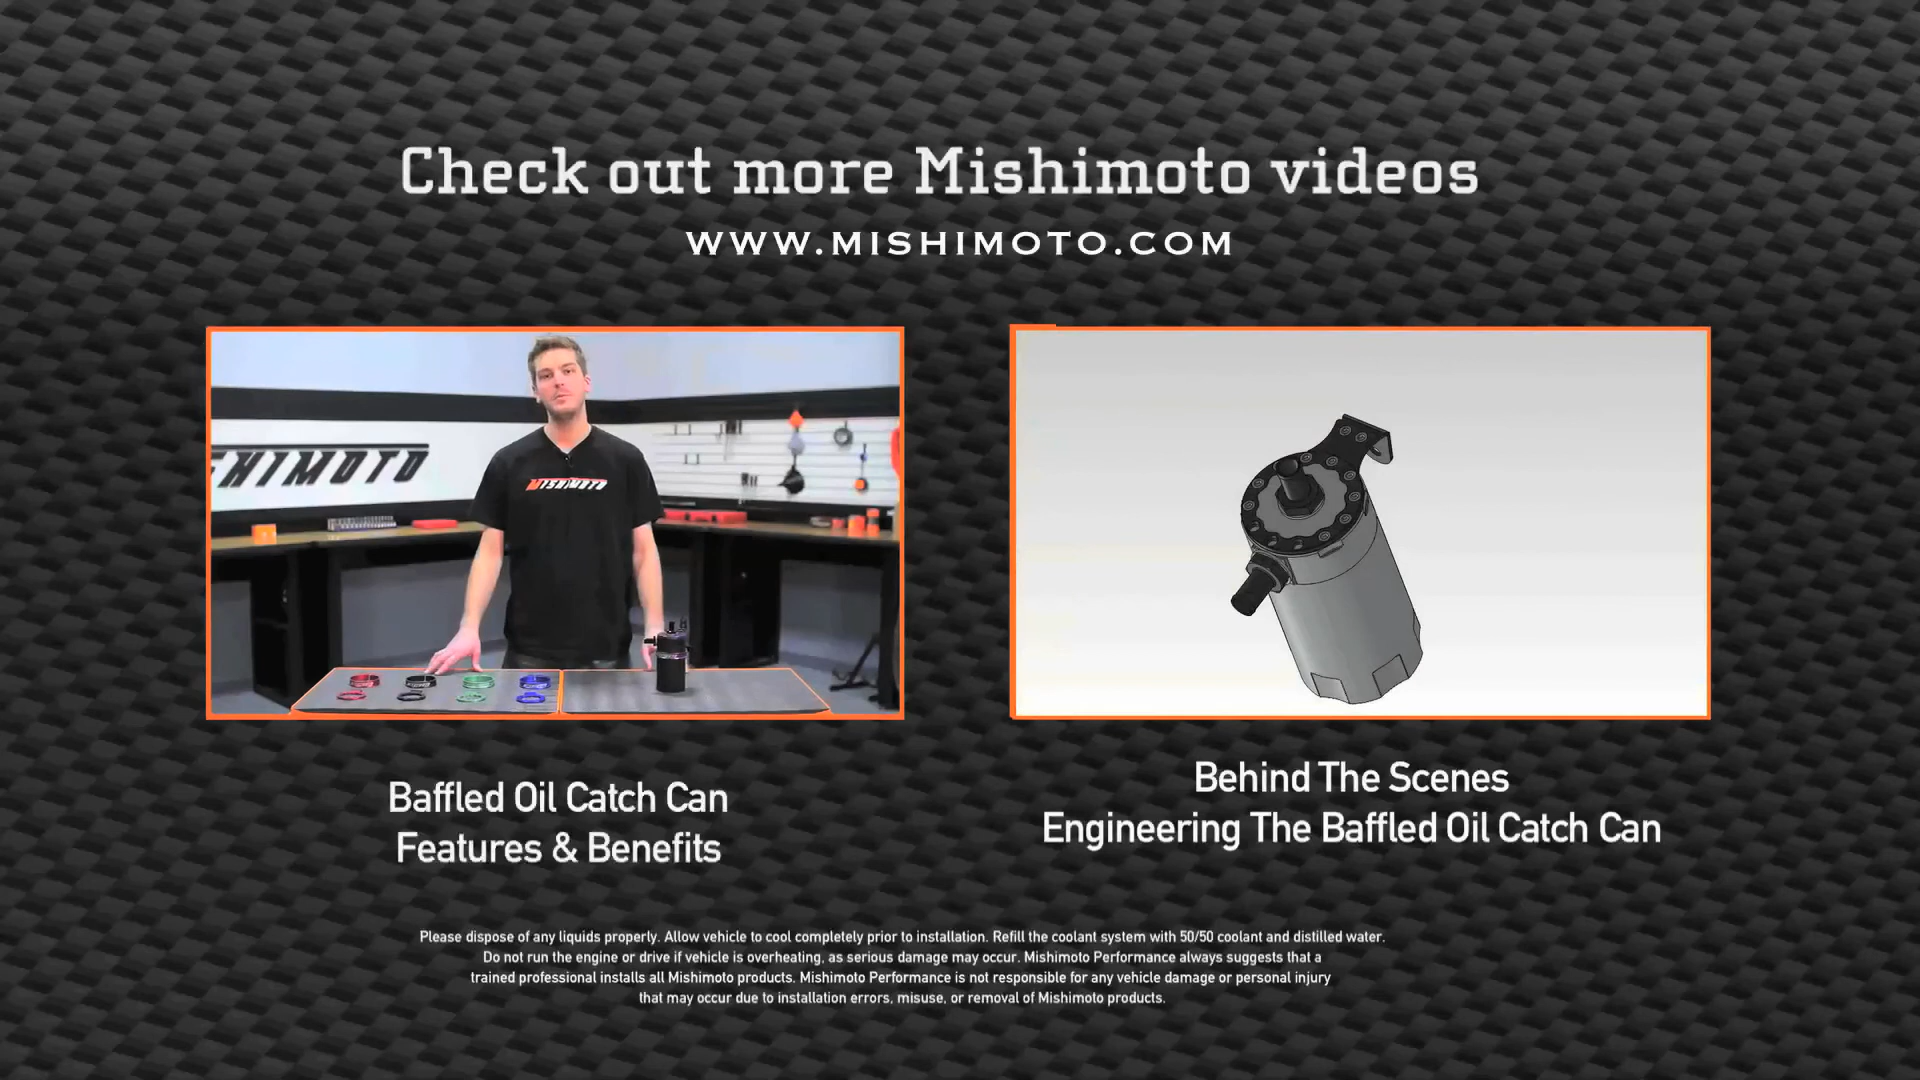 Check out more Mishimoto videos
WWW.MISHIMOTO.COM
SHIMOTO
MISHIMOTO
Baffled Oil Catch Can
Features & Benefits
Behind The Scenes
Engineering The Baffled Oil Catch Can
Please dispose of any liquids properly. Allow vehicle to cool completely prior to installation. Refill the coolant system with 50/50 coolant and distilled water.
Do not run the engine or drive if vehicle is overheating, as serious damage may occur. Mishimoto Performance always suggests that a
trained professional installs all Mishimoto products. Mishimoto Performance is not responsible for any vehicle damage or personal injury
that may occur due to installation errors, misuse, or removal of Mishimoto products.